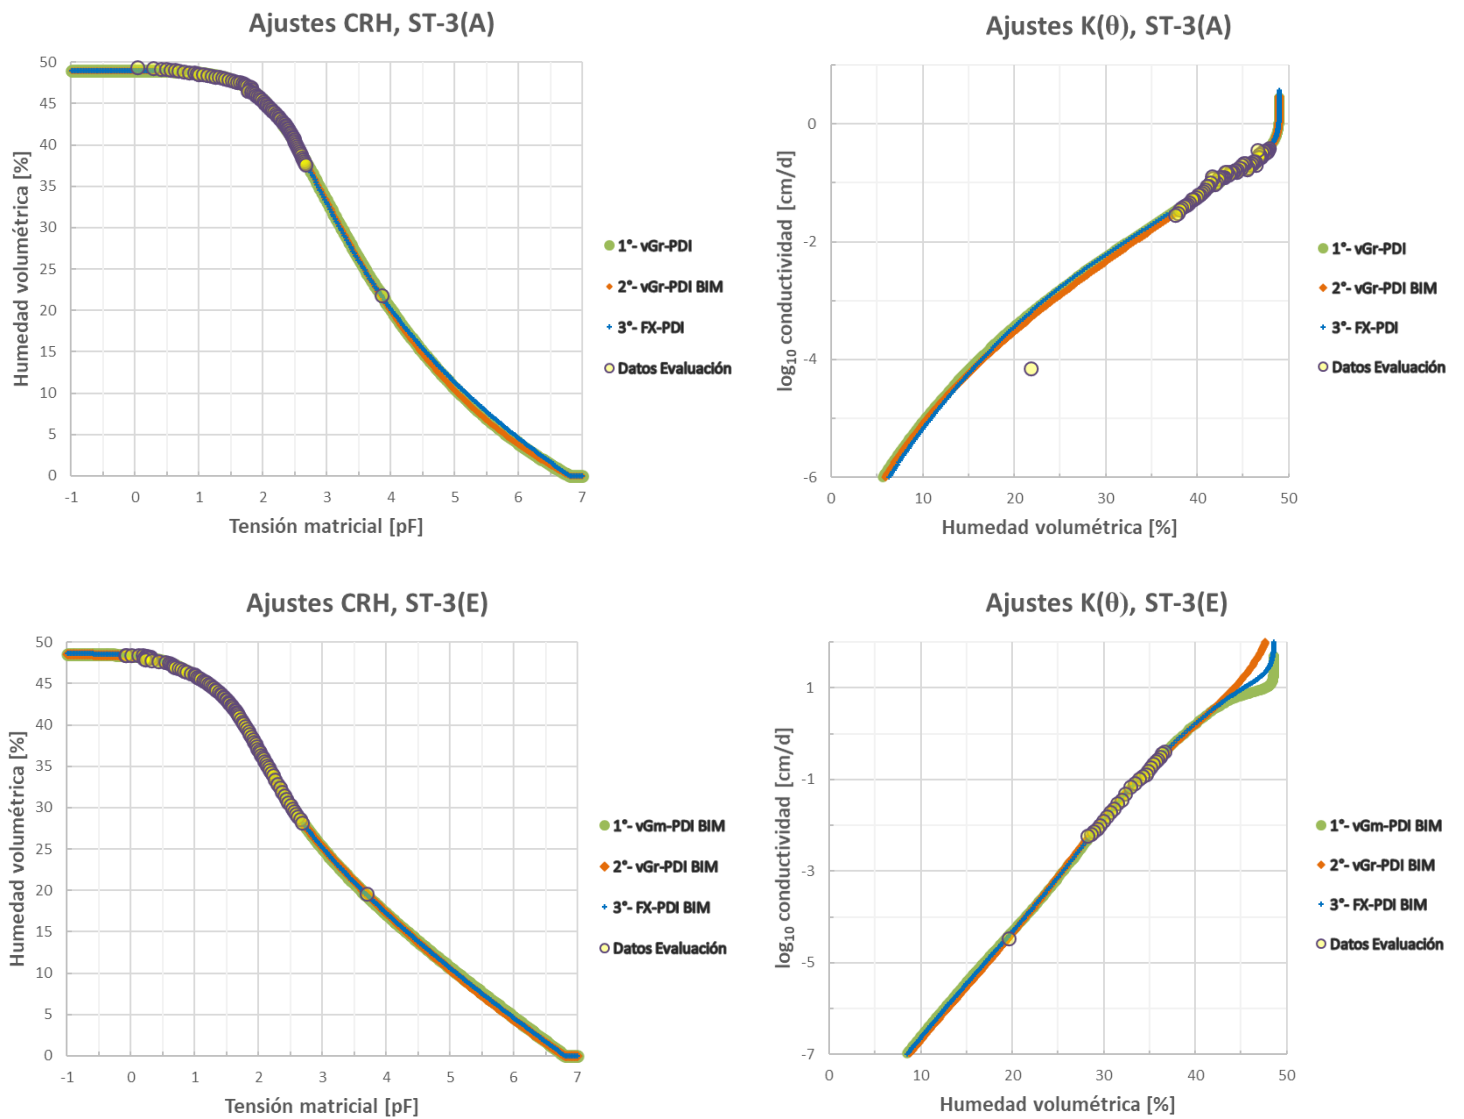 Ajustes CRH, ST-3(A)
Humedad volumétrica [%]
50
45
40
35
30
25
20
15
10
5
0
-1 0 1 2 3 4 5 6 7
Tensión matricial [pF]
1°- vGr-PDI
2°- vGr-PDI BIM
3°- FX-PDI
Datos Evaluación
Ajustes K(θ), ST-3(A)
log₁₀ conductividad [cm/d]
0
-2
-4
-6
0 10 20 30 40 50
Humedad volumétrica [%]
1°- vGr-PDI
2°- vGr-PDI BIM
3°- FX-PDI
Datos Evaluación
Ajustes CRH, ST-3(E)
Humedad volumétrica [%]
50
45
40
35
30
25
20
15
10
5
0
-1 0 1 2 3 4 5 6 7
Tensión matricial [pF]
1°- vGm-PDI BIM
2°- vGr-PDI BIM
3°- FX-PDI BIM
Datos Evaluación
Ajustes K(θ), ST-3(E)
log₁₀ conductividad [cm/d]
1
-1
-3
-5
-7
0 10 20 30 40 50
Humedad volumétrica [%]
1°- vGm-PDI BIM
2°- vGr-PDI BIM
3°- FX-PDI BIM
Datos Evaluación